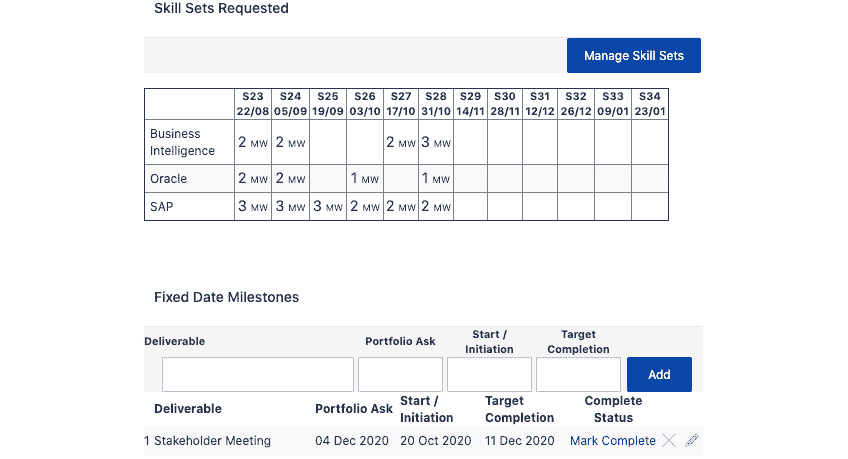 Skill Sets Requested
Manage Skill Sets
S23 S24 S25 S26 S27 S28 S29 S30 S31 S32 S33 S34
22/08 05/09 19/09 03/10 17/10 31/10 14/11 28/11 12/12 26/12 09/01 23/01
Business
Intelligence 2 MW 2 MW 2 MW 3 MW
Oracle 2 MW 2 MW 1 MW 1 MW
SAP 3 MW 3 MW 3 MW 2 MW 2 MW 2 MW
Fixed Date Milestones
Deliverable Portfolio Ask Start / Initiation Target Completion
Add
Deliverable Portfolio Ask Start / Initiation Target Completion Complete Status
1 Stakeholder Meeting 04 Dec 2020 20 Oct 2020 11 Dec 2020 Mark Complete